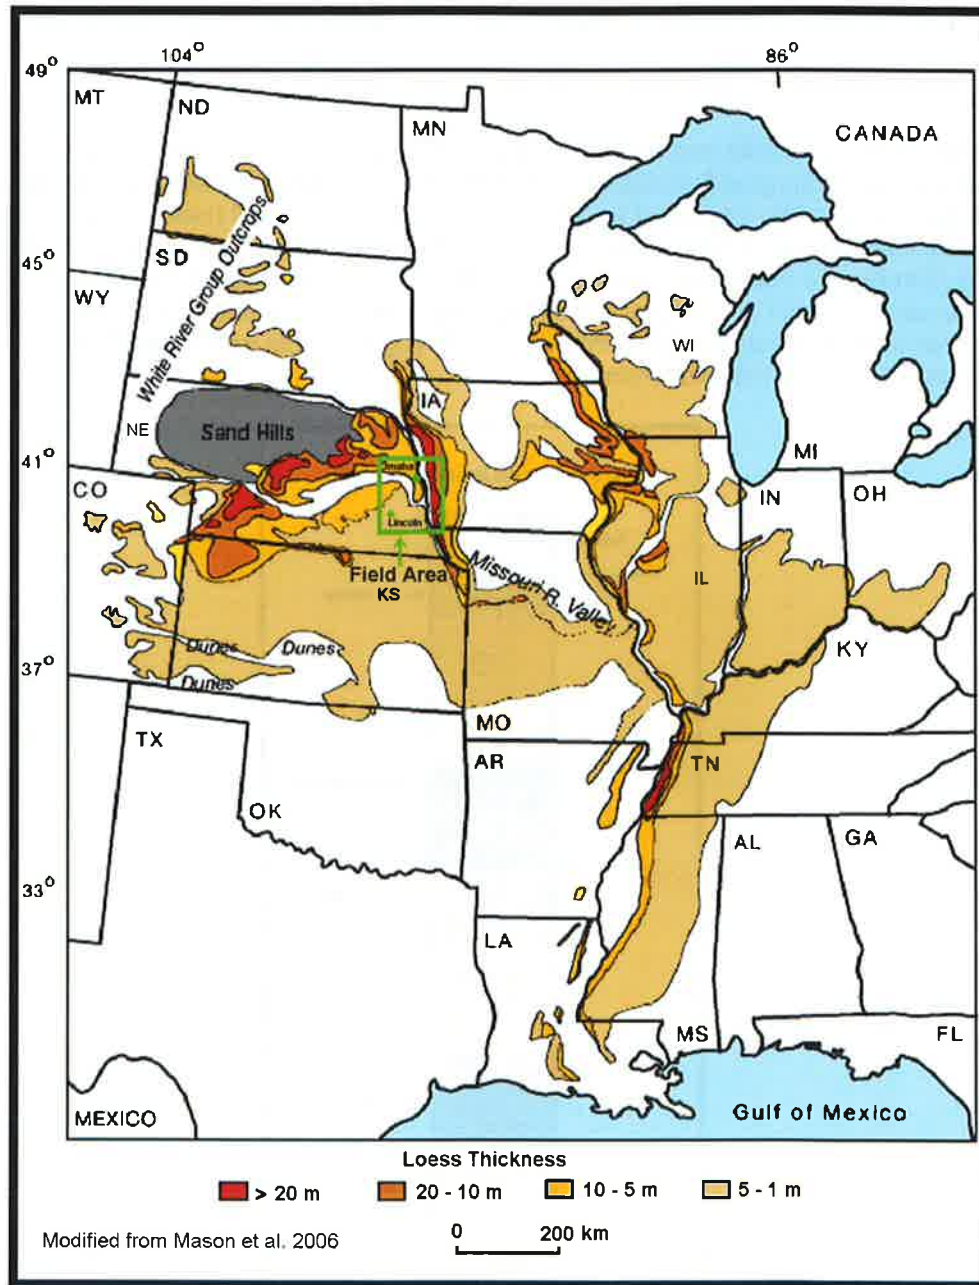 104° 86°
49°
MT
ND
MN
CANADA
White River Group Outcrops
SD
45°
WY
WI
IA
NE
Sand Hills
MI
41°
Omaha
CO
IN
OH
Lincoln
Field Area
KS
Missouri R. Valley
IL
Dunes
Dunes
Dunes
37°
KY
MO
TX
AR
TN
OK
AL
GA
33°
LA
MS
FL
MEXICO
Gulf of Mexico
Loess Thickness
> 20 m 20 - 10 m 10 - 5 m 5 - 1 m
Modified from Mason et al. 2006
0 200 km